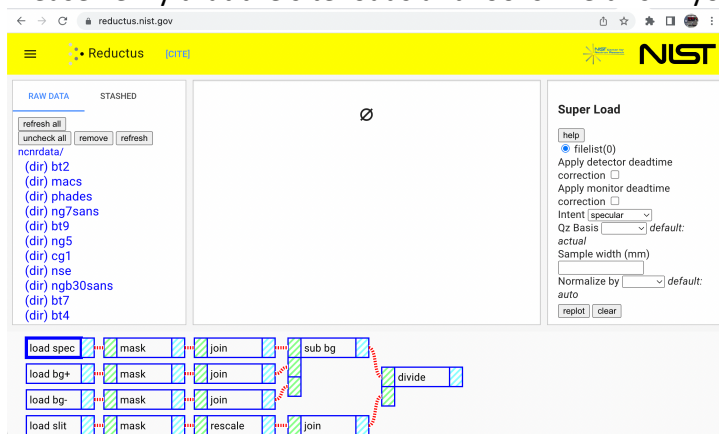 reductus.nist.gov
Reductus [CITE]
NIST
RAW DATA STASHED
refresh all
uncheck all remove refresh
ncnrdata/
(dir) bt2
(dir) macs
(dir) phades
(dir) ng7sans
(dir) bt9
(dir) ng5
(dir) cg1
(dir) nse
(dir) ngb30sans
(dir) bt7
(dir) bt4
∅
Super Load
help
filelist(0)
Apply detector deadtime
correction
Apply monitor deadtime
correction
Intent specular
Qz Basis default:
actual
Sample width (mm)
Normalize by default:
auto
replot clear
load spec mask join sub bg
load bg+ mask join divide
load bg- mask join
load slit mask rescale join